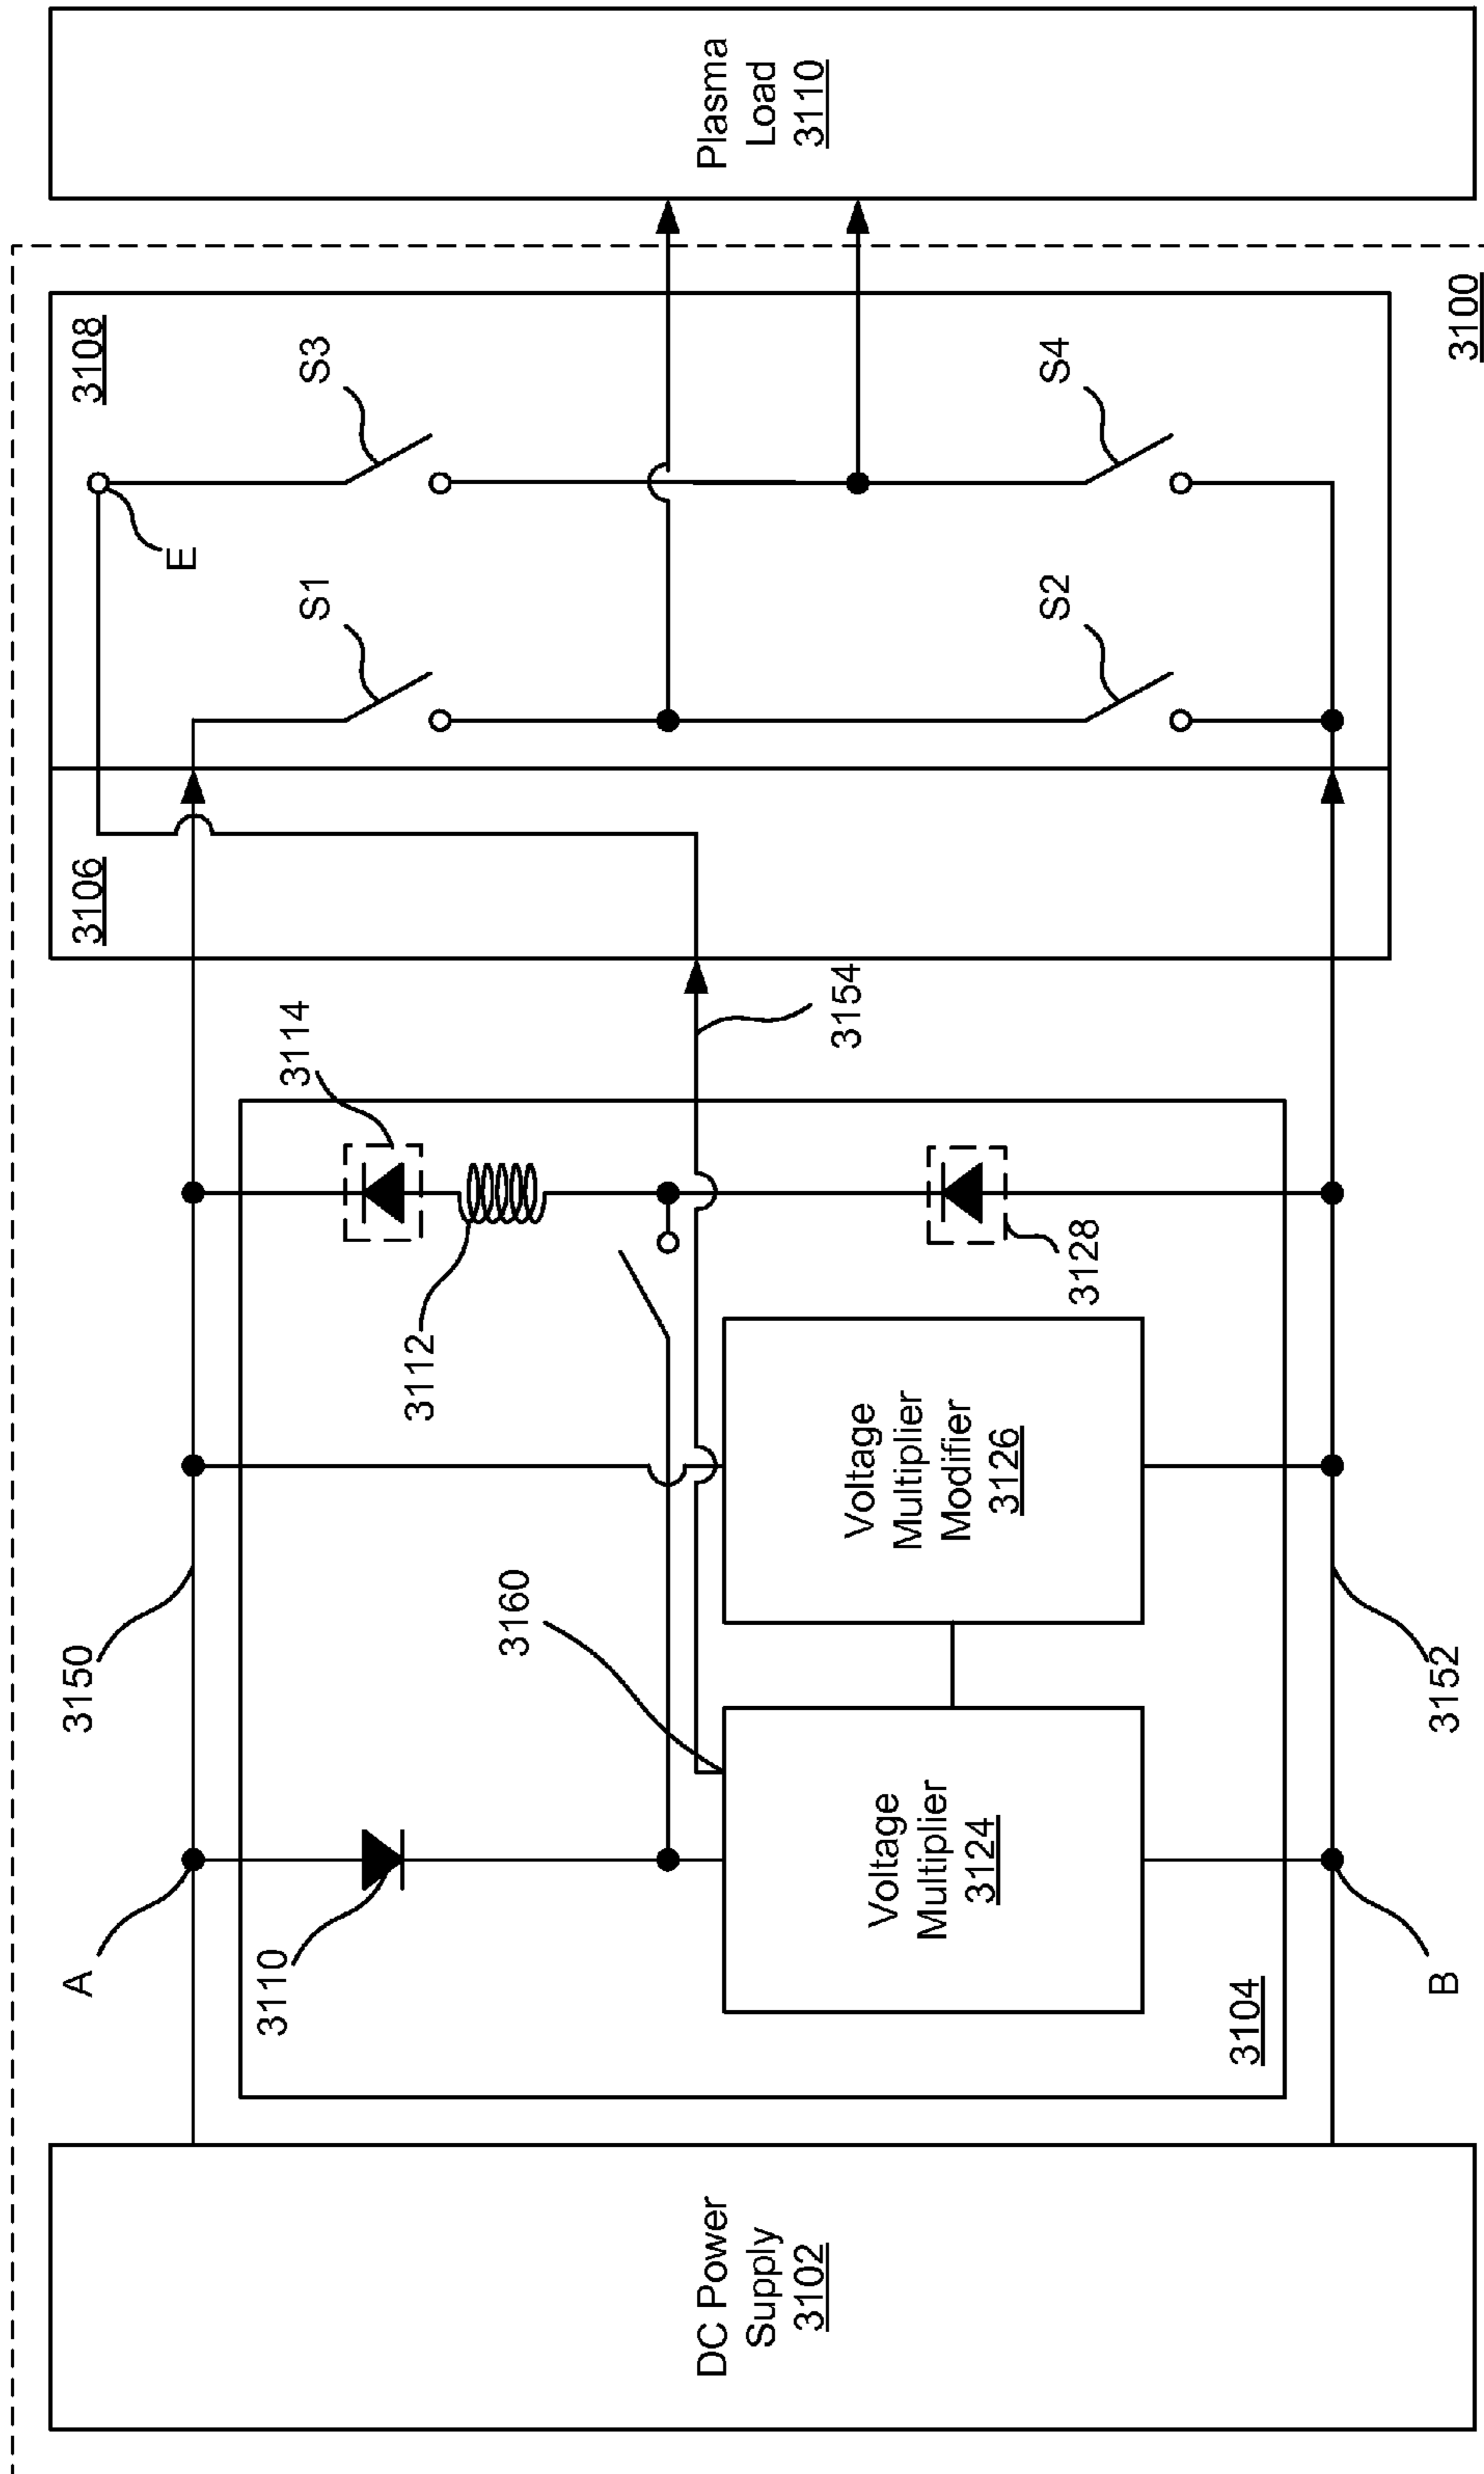 DC Power
Supply
3102
A
3150
3110
3114
3112
3160
Voltage
Multiplier
3124
Voltage
Multiplier
Modifier
3126
3128
3154
3104
B
3152
3106
3108
E
S1
S3
S2
S4
3100
Plasma
Load
3110